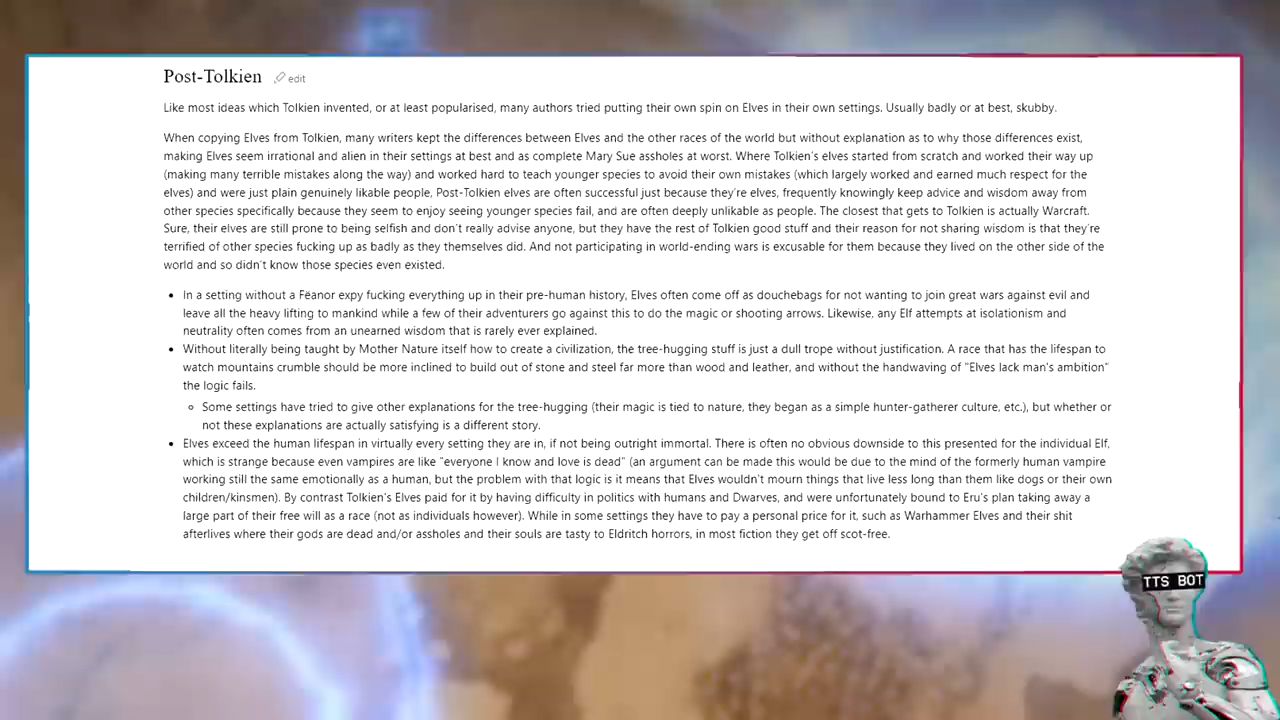 Post-Tolkien edit
Like most ideas which Tolkien invented, or at least popularised, many authors tried putting their own spin on Elves in their own settings. Usually badly or at best, skubby.
When copying Elves from Tolkien, many writers kept the differences between Elves and the other races of the world but without explanation as to why those differences exist,
making Elves seem irrational and alien in their settings at best and as complete Mary Sue assholes at worst. Where Tolkien's elves started from scratch and worked their way up
(making many terrible mistakes along the way) and worked hard to teach younger species to avoid their own mistakes (which largely worked and earned much respect for the
elves) and were just plain genuinely likable people, Post-Tolkien elves are often successful just because they're elves, frequently knowingly keep advice and wisdom away from
other species specifically because they seem to enjoy seeing younger species fail, and are often deeply unlikable as people. The closest that gets to Tolkien is actually Warcraft.
Sure, their elves are still prone to being selfish and don't really advise anyone, but they have the rest of Tolkien good stuff and their reason for not sharing wisdom is that they're
terrified of other species fucking up as badly as they themselves did. And not participating in world-ending wars is excusable for them because they lived on the other side of the
world and so didn't know those species even existed.
• In a setting without a Fëanor expy fucking everything up in their pre-human history, Elves often come off as douchebags for not wanting to join great wars against evil and
leave all the heavy lifting to mankind while a few of their adventurers go against this to do the magic or shooting arrows. Likewise, any Elf attempts at isolationism and
neutrality often comes from an unearned wisdom that is rarely ever explained.
• Without literally being taught by Mother Nature itself how to create a civilization, the tree-hugging stuff is just a dull trope without justification. A race that has the lifespan to
watch mountains crumble should be more inclined to build out of stone and steel far more than wood and leather, and without the handwaving of "Elves lack man's ambition"
the logic fails.
◦ Some settings have tried to give other explanations for the tree-hugging (their magic is tied to nature, they began as a simple hunter-gatherer culture, etc.), but whether or
not these explanations are actually satisfying is a different story.
• Elves exceed the human lifespan in virtually every setting they are in, if not being outright immortal. There is often no obvious downside to this presented for the individual Elf,
which is strange because even vampires are like "everyone I know and love is dead" (an argument can be made this would be due to the mind of the formerly human vampire
working still the same emotionally as a human, but the problem with that logic is it means that Elves wouldn't mourn things that live less long than them like dogs or their own
children/kinsmen). By contrast Tolkien's Elves paid for it by having difficulty in politics with humans and Dwarves, and were unfortunately bound to Eru's plan taking away a
large part of their free will as a race (not as individuals however). While in some settings they have to pay a personal price for it, such as Warhammer Elves and their shit
afterlives where their gods are dead and/or assholes and their souls are tasty to Eldritch horrors, in most fiction they get off scot-free.
TTS BOT